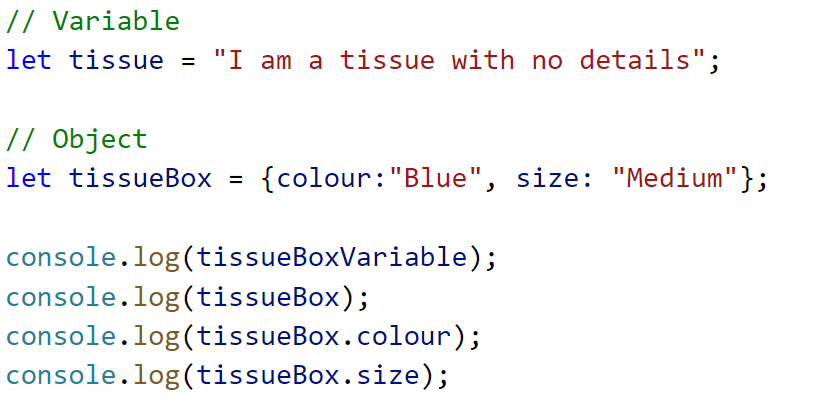 // Variable
let tissue = "I am a tissue with no details";
// Object
let tissueBox = {colour:"Blue", size: "Medium"};
console.log(tissueBoxVariable);
console.log(tissueBox);
console.log(tissueBox.colour);
console.log(tissueBox.size);